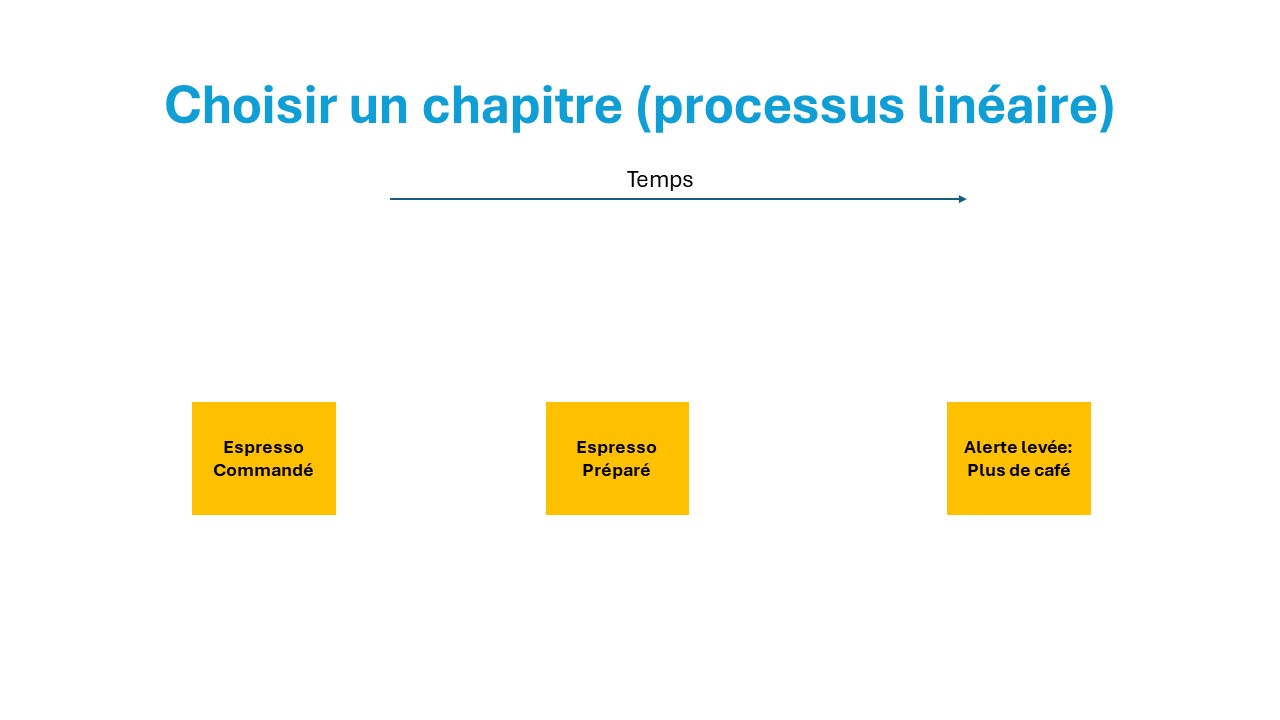 Choisir un chapitre (processus linéaire)
Temps
Espresso
Commandé
Espresso
Préparé
Alerte levée:
Plus de café